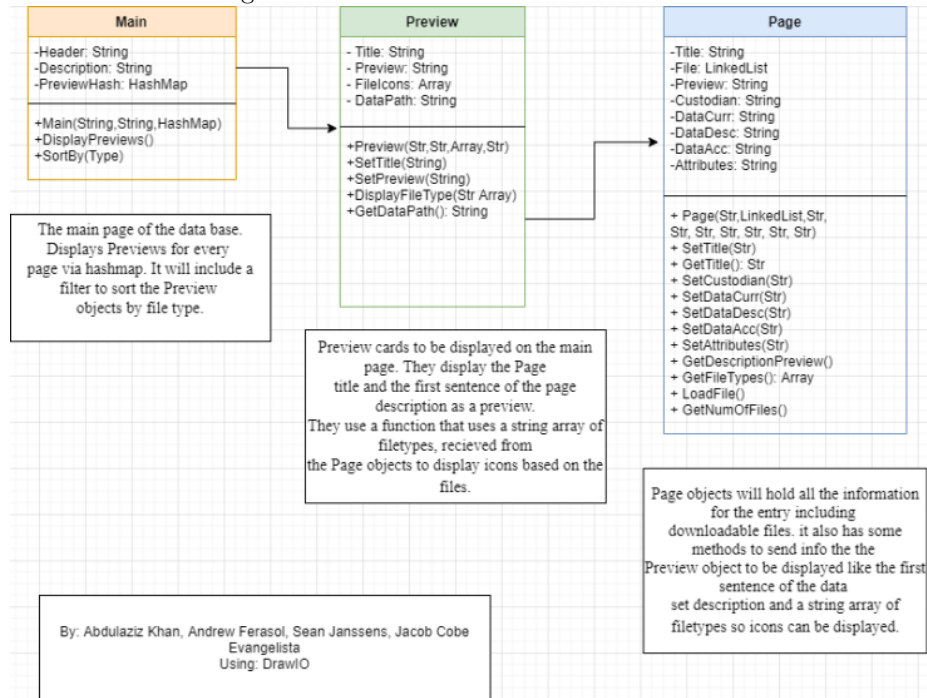 Main
-Header: String
-Description: String
-PreviewHash: HashMap
+Main(String,String,HashMap)
+DisplayPreviews()
+SortBy(Type)
The main page of the data base.
Displays Previews for every
page via hashmap. It will include a
filter to sort the Preview
objects by file type.
Preview
- Title: String
- Preview: String
- FileIcons: Array
- DataPath: String
+Preview(Str,Str,Array,Str)
+SetTitle(String)
+SetPreview(String)
+DisplayFileType(Str Array)
+GetDataPath(): String
Preview cards to be displayed on the main
page. They display the Page
title and the first sentence of the page
description as a preview.
They use a function that uses a string array of
filetypes, recieved from
the Page objects to display icons based on the
files.
Page
-Title: String
-File: LinkedList
-Preview: String
-Custodian: String
-DataCurr: String
-DataDesc: String
-DataAcc: String
-Attributes: String
+ Page(Str,LinkedList,Str,
Str, Str, Str, Str, Str, Str)
+ SetTitle(Str)
+ GetTitle(): Str
+ SetCustodian(Str)
+ SetDataCurr(Str)
+ SetDataDesc(Str)
+ SetDataAcc(Str)
+ SetAttributes(Str)
+ GetDescriptionPreview()
+ GetFileTypes(): Array
+ LoadFile()
+ GetNumOfFiles()
Page objects will hold all the information
for the entry including
downloadable files. it also has some
methods to send info the the
Preview object to be displayed like the first
sentence of the data
set description and a string array of
filetypes so icons can be displayed.
By: Abdulaziz Khan, Andrew Ferasol, Sean Janssens, Jacob Cobe
Evangelista
Using: DrawIO